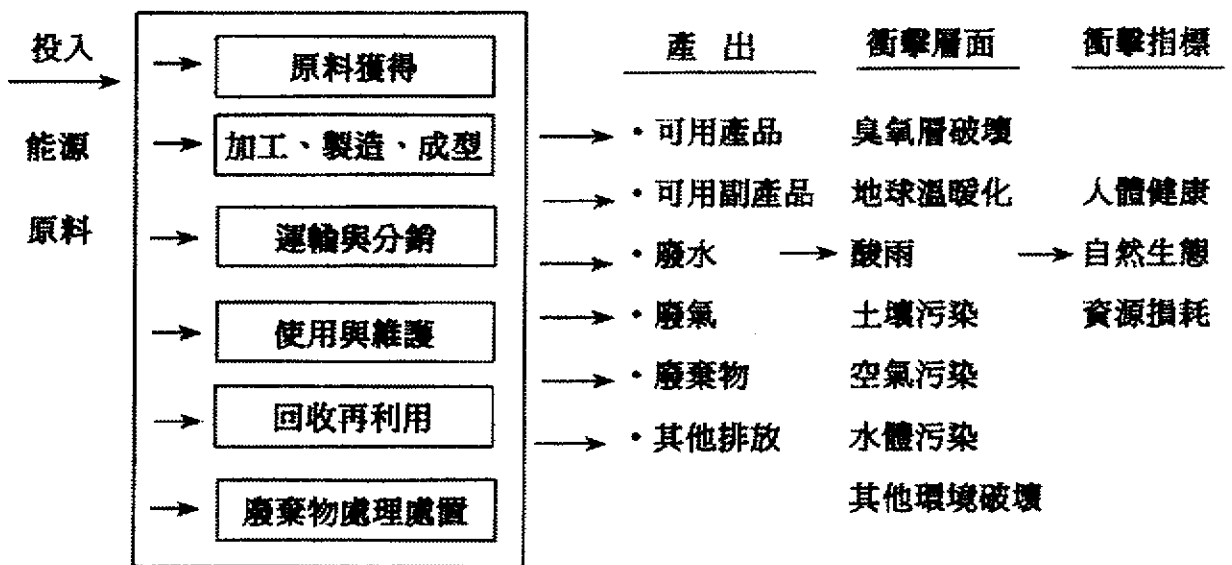 投入
能源
原料
原料獲得
加工、製造、成型
運輸與分銷
使用與維護
回收再利用
廢棄物處理處置
產 出
・可用產品
・可用副產品
・廢水
・廢氣
・廢棄物
・其他排放
衝擊層面
臭氧層破壞
地球溫暖化
酸雨
土壤污染
空氣污染
水體污染
其他環境破壞
衝擊指標
人體健康
自然生態
資源損耗